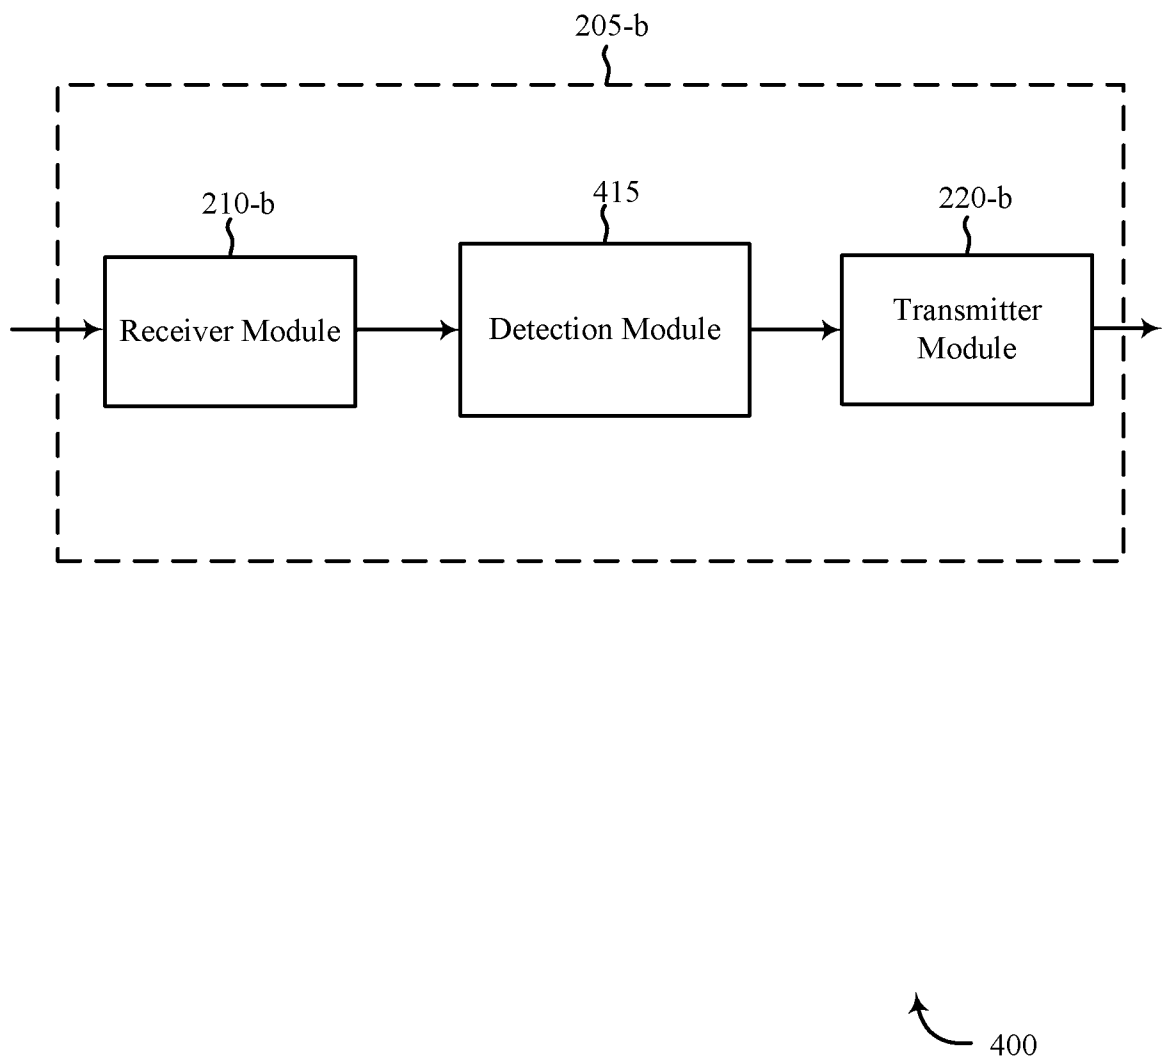 205-b
210-b
415
220-b
Receiver Module
Detection Module
Transmitter
Module
400